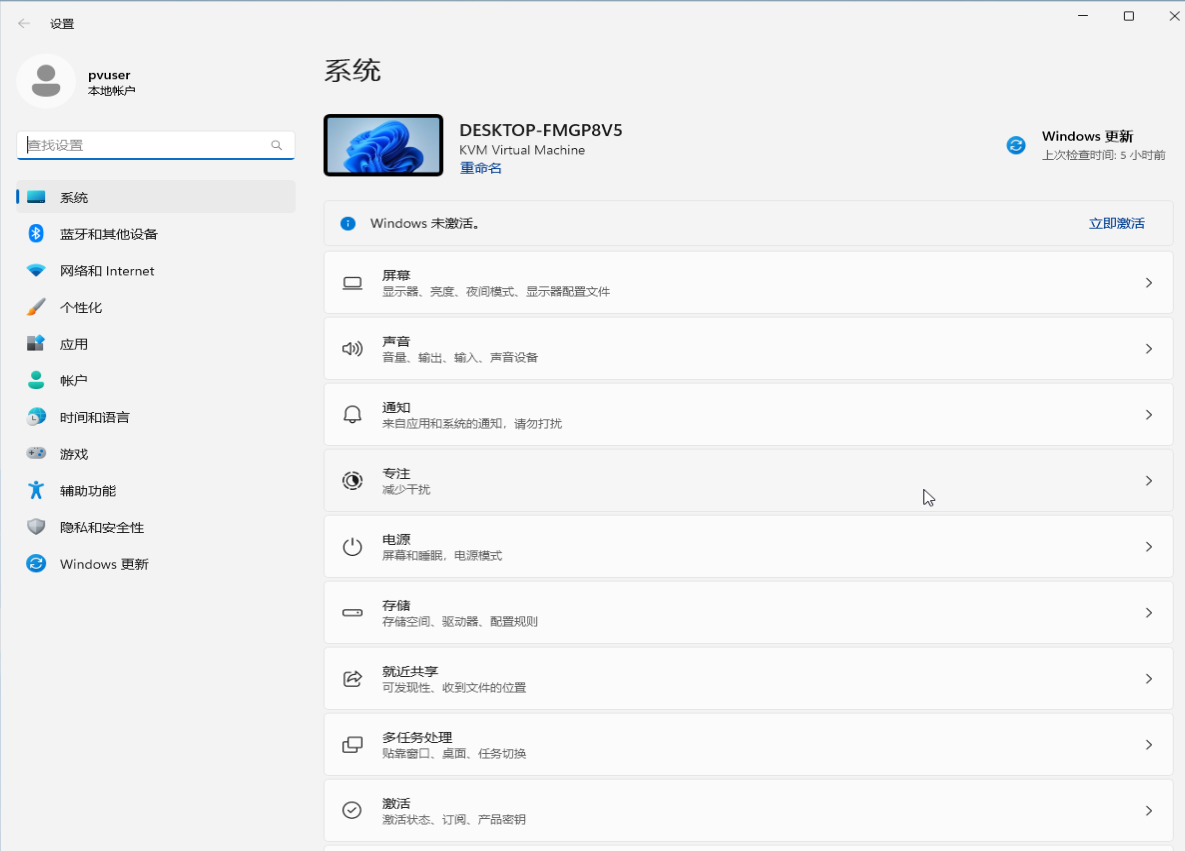 设置
pvuser
本地帐户
查找设置
系统
蓝牙和其他设备
网络和 Internet
个性化
应用
帐户
时间和语言
游戏
辅助功能
隐私和安全性
Windows 更新
系统
DESKTOP-FMGP8V5
KVM Virtual Machine
重命名
Windows 更新
上次检查时间: 5 小时前
Windows 未激活。
立即激活
屏幕
显示器、亮度、夜间模式、显示器配置文件
声音
音量、输出、输入、声音设备
通知
来自应用和系统的通知，请勿打扰
专注
减少干扰
电源
屏幕和睡眠，电源模式
存储
存储空间、驱动器、配置规则
就近共享
可发现性、收到文件的位置
多任务处理
贴靠窗口、桌面、任务切换
激活
激活状态、订阅、产品密钥